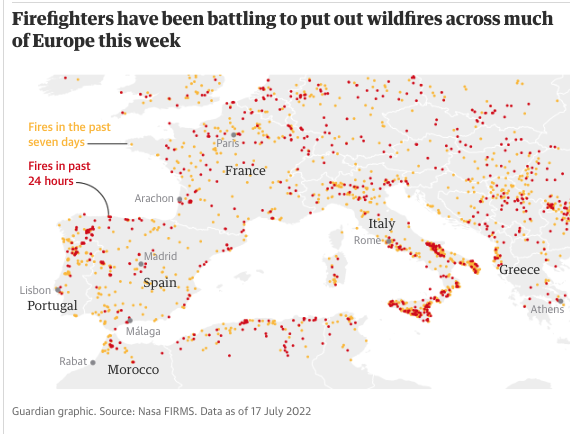 Firefighters have been battling to put out wildfires across much
of Europe this week
Fires in the past
seven days
Fires in past
24 hours
Paris
France
Arachon
Italy
Rome
Madrid
Spain
Greece
Lisbon
Portugal
Athens
Málaga
Rabat
Morocco
Guardian graphic. Source: Nasa FIRMS. Data as of 17 July 2022